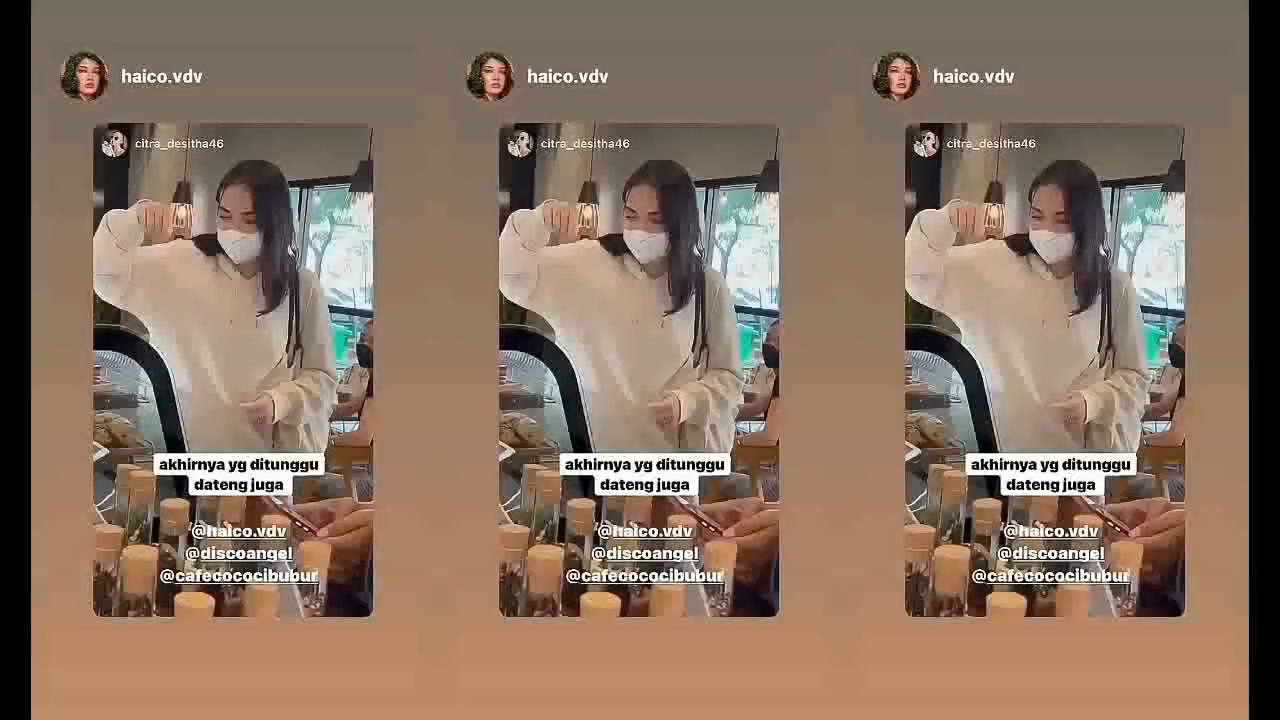 haico.vdv
citra_desitha46
akhirnya yg ditunggu
dateng juga
@haico.vdv
@discoangel
@cafecococibubur
haico.vdv
citra_desitha46
akhirnya yg ditunggu
dateng juga
@haico.vdv
@discoangel
@cafecococibubur
haico.vdv
citra_desitha46
akhirnya yg ditunggu
dateng juga
@haico.vdv
@discoangel
@cafecococibubur